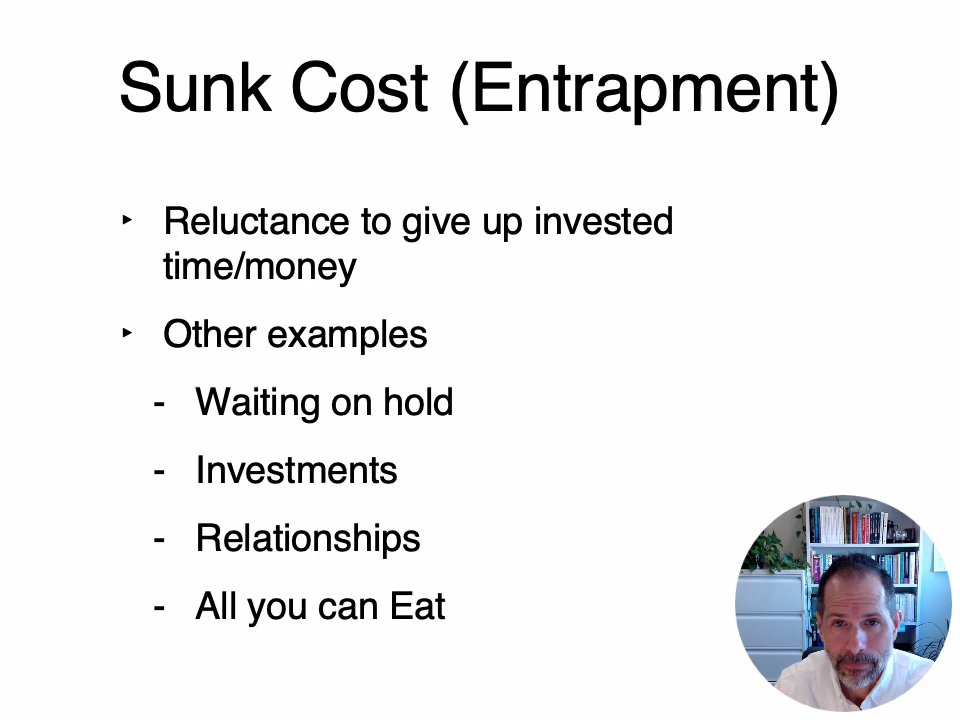 Sunk Cost (Entrapment)
‣ Reluctance to give up invested
time/money
‣ Other examples
- Waiting on hold
- Investments
- Relationships
- All you can Eat